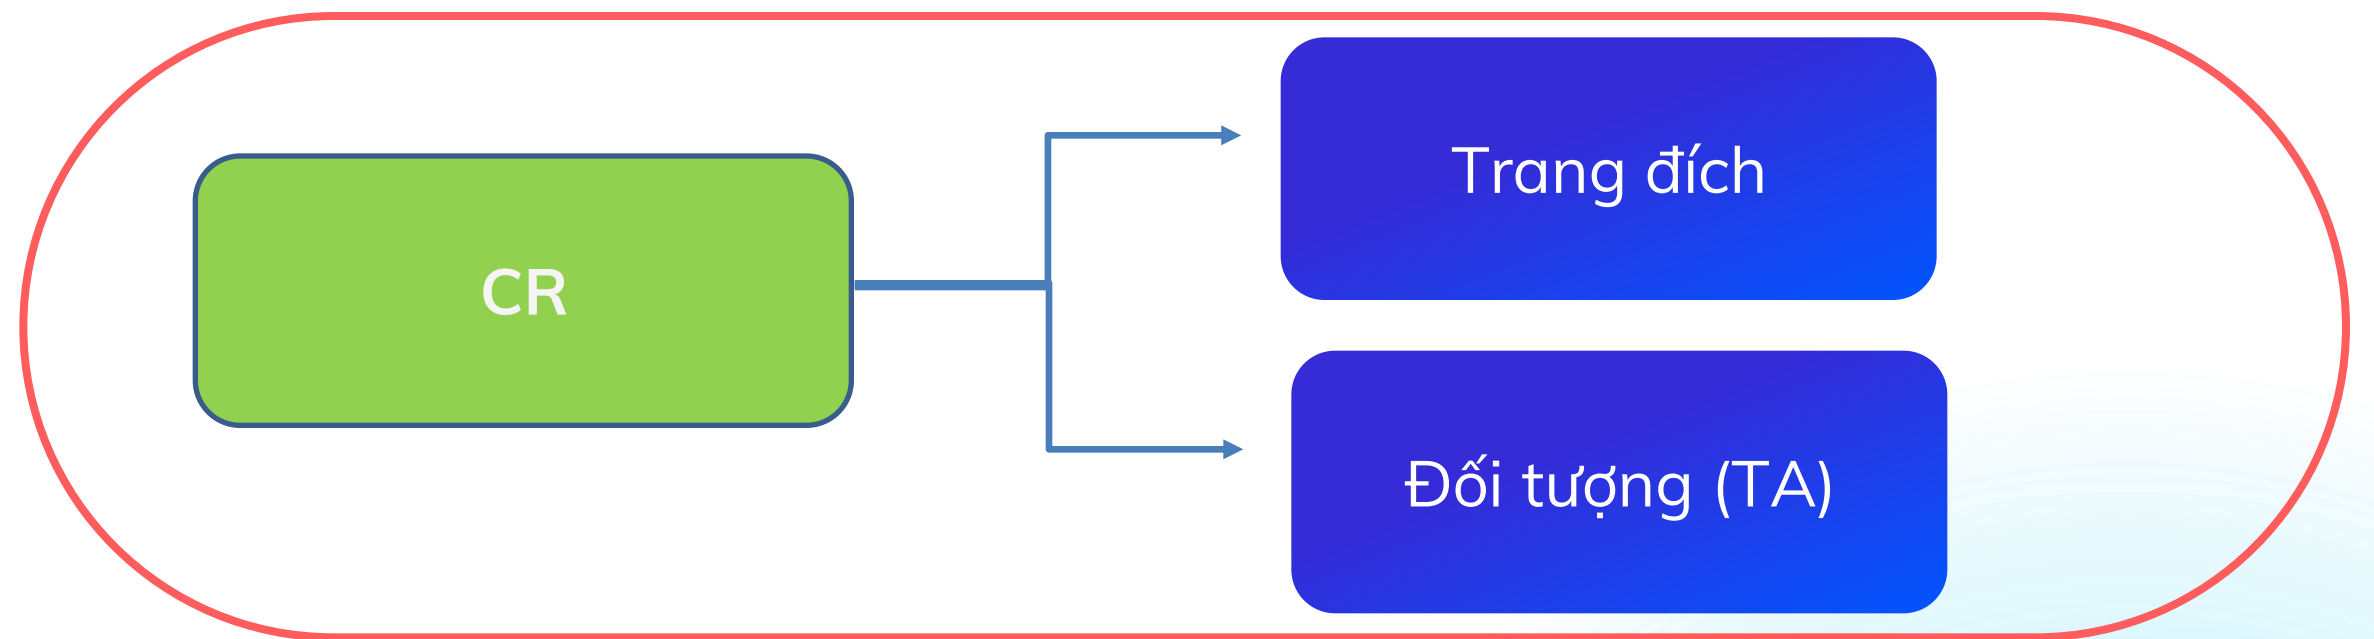 CR
Trang đích
Đối tượng (TA)